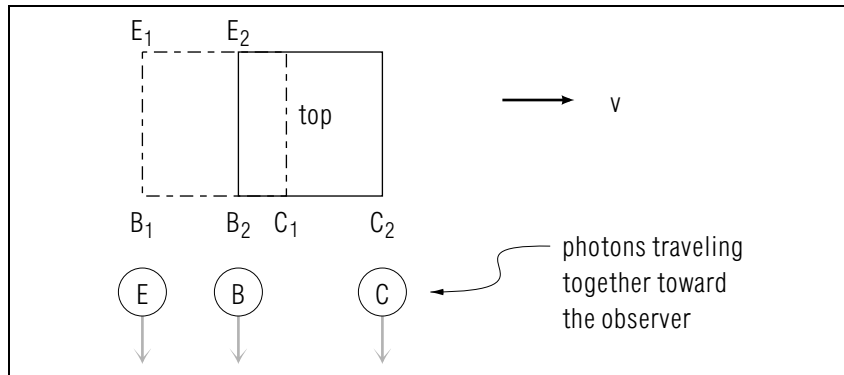 E₁ E₂
top
v
B₁ B₂ C₁ C₂
photons traveling
together toward
the observer
E B C